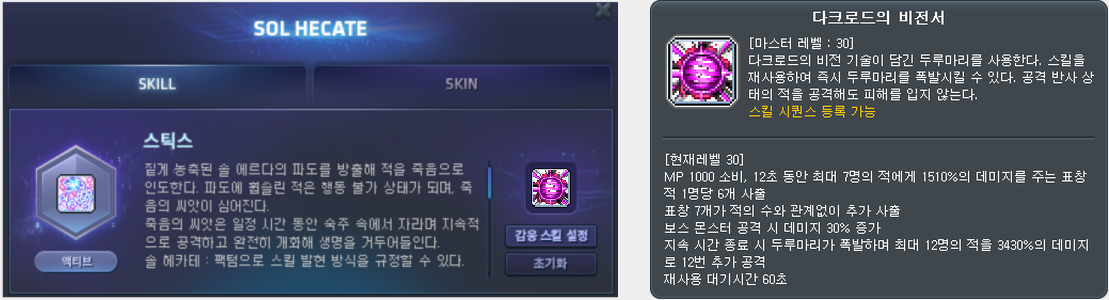 SOL HECATE
SKILL
SKIN
스틱스
짙게 농축된 솔 에르다의 파도를 방출해 적을 죽음으로
인도한다. 파도에 휩쓸린 적은 행동 불가 상태가 되며, 죽
음의 씨앗이 심어진다.
죽음의 씨앗은 일정 시간 동안 숙주 속에서 자라며 지속적
으로 공격하고 완전히 개화해 생명을 거두어들인다.
솔 헤카테 : 팩텀으로 스킬 발현 방식을 규정할 수 있다.
액티브
감응 스킬 설정
초기화
다크로드의 비전서
[마스터 레벨 : 30]
다크로드의 비전 기술이 담긴 두루마리를 사용한다. 스킬을
재사용하여 즉시 두루마리를 폭발시킬 수 있다. 공격 반사 상
태의 적을 공격해도 피해를 입지 않는다.
스킬 시퀀스 등록 가능
[현재레벨 30]
MP 1000 소비, 12초 동안 최대 7명의 적에게 1510%의 데미지를 주는 표창
적 1명당 6개 사출
표창 7개가 적의 수와 관계없이 추가 사출
보스 몬스터 공격 시 데미지 30% 증가
지속 시간 종료 시 두루마리가 폭발하며 최대 12명의 적을 3430%의 데미지
로 12번 추가 공격
재사용 대기시간 60초